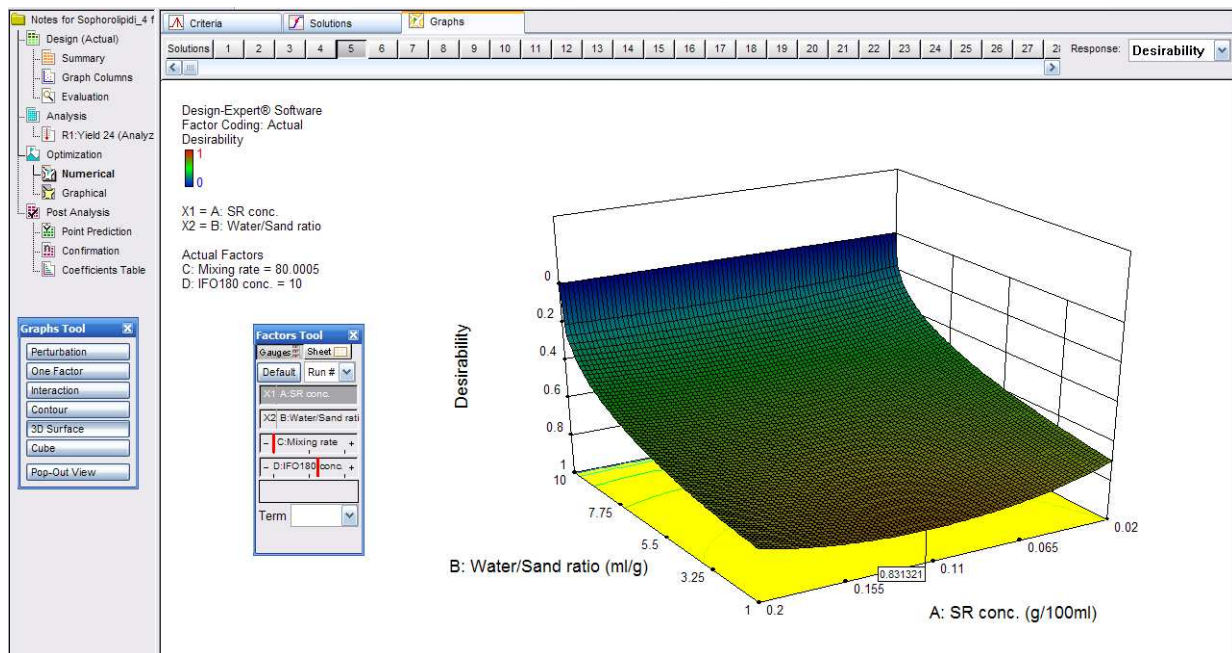 Notes for Sophorolipidi_4 f
Design (Actual)
Summary
Graph Columns
Evaluation
Analysis
R1:Yield 24 (Analyz
Optimization
Numerical
Graphical
Post Analysis
Point Prediction
Confirmation
Coefficients Table
Graphs Tool
Perturbation
One Factor
Interaction
Contour
3D Surface
Cube
Pop-Out View
Criteria Solutions Graphs
Solutions 1 2 3 4 5 6 7 8 9 10 11 12 13 14 15 16 17 18 19 20 21 22 23 24 25 26 27 28 Response: Desirability
Design-Expert® Software
Factor Coding: Actual
Desirability
1
0
X1 = A: SR conc.
X2 = B: Water/Sand ratio
Actual Factors
C: Mixing rate = 80.0005
D: IFO180 conc. = 10
Factors Tool
Gauges Sheet
Default Run #
X1 A:SR conc.
X2 B:Water/Sand rati
- C:Mixing rate +
- D:IFO180 conc. +
Term
Desirability
0
0.2
0.4
0.6
0.8
1
10
7.75
5.5
3.25
1
B: Water/Sand ratio (ml/g)
0.2
0.155
0.11
0.065
0.02
0.831321
A: SR conc. (g/100ml)